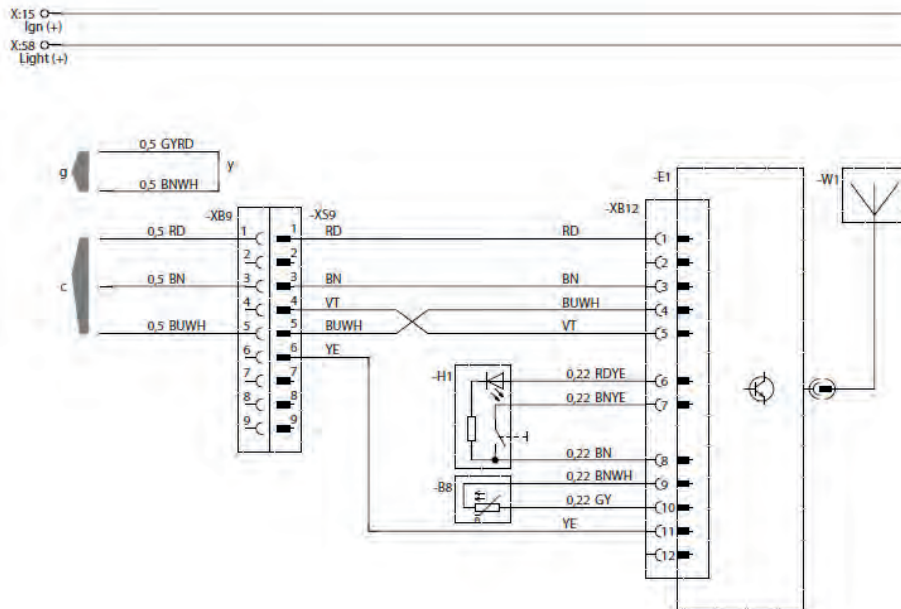 X:15
Ign (+)
X:58
Light (+)
0,5 GYRD
g
y
0,5 BNWH
-E1
-W1
-XB9
-XS9
-XB12
0,5 RD
1
1
RD
RD
1
2
2
2
c
0,5 BN
3
3
BN
BN
3
4
4
VT
BUWH
4
0,5 BUWH
5
5
BUWH
VT
5
6
6
YE
-H1
0,22 RDYE
6
7
7
0,22 BNYE
7
8
8
9
9
0,22 BN
8
-B8
0,22 BNWH
9
0,22 GY
10
YE
11
12